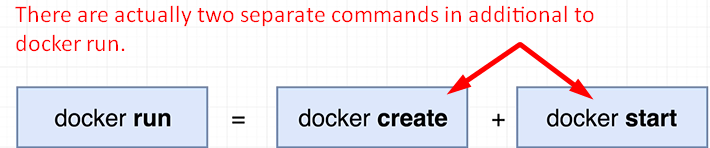 There are actually two separate commands in additional to
docker run.
docker run = docker create + docker start